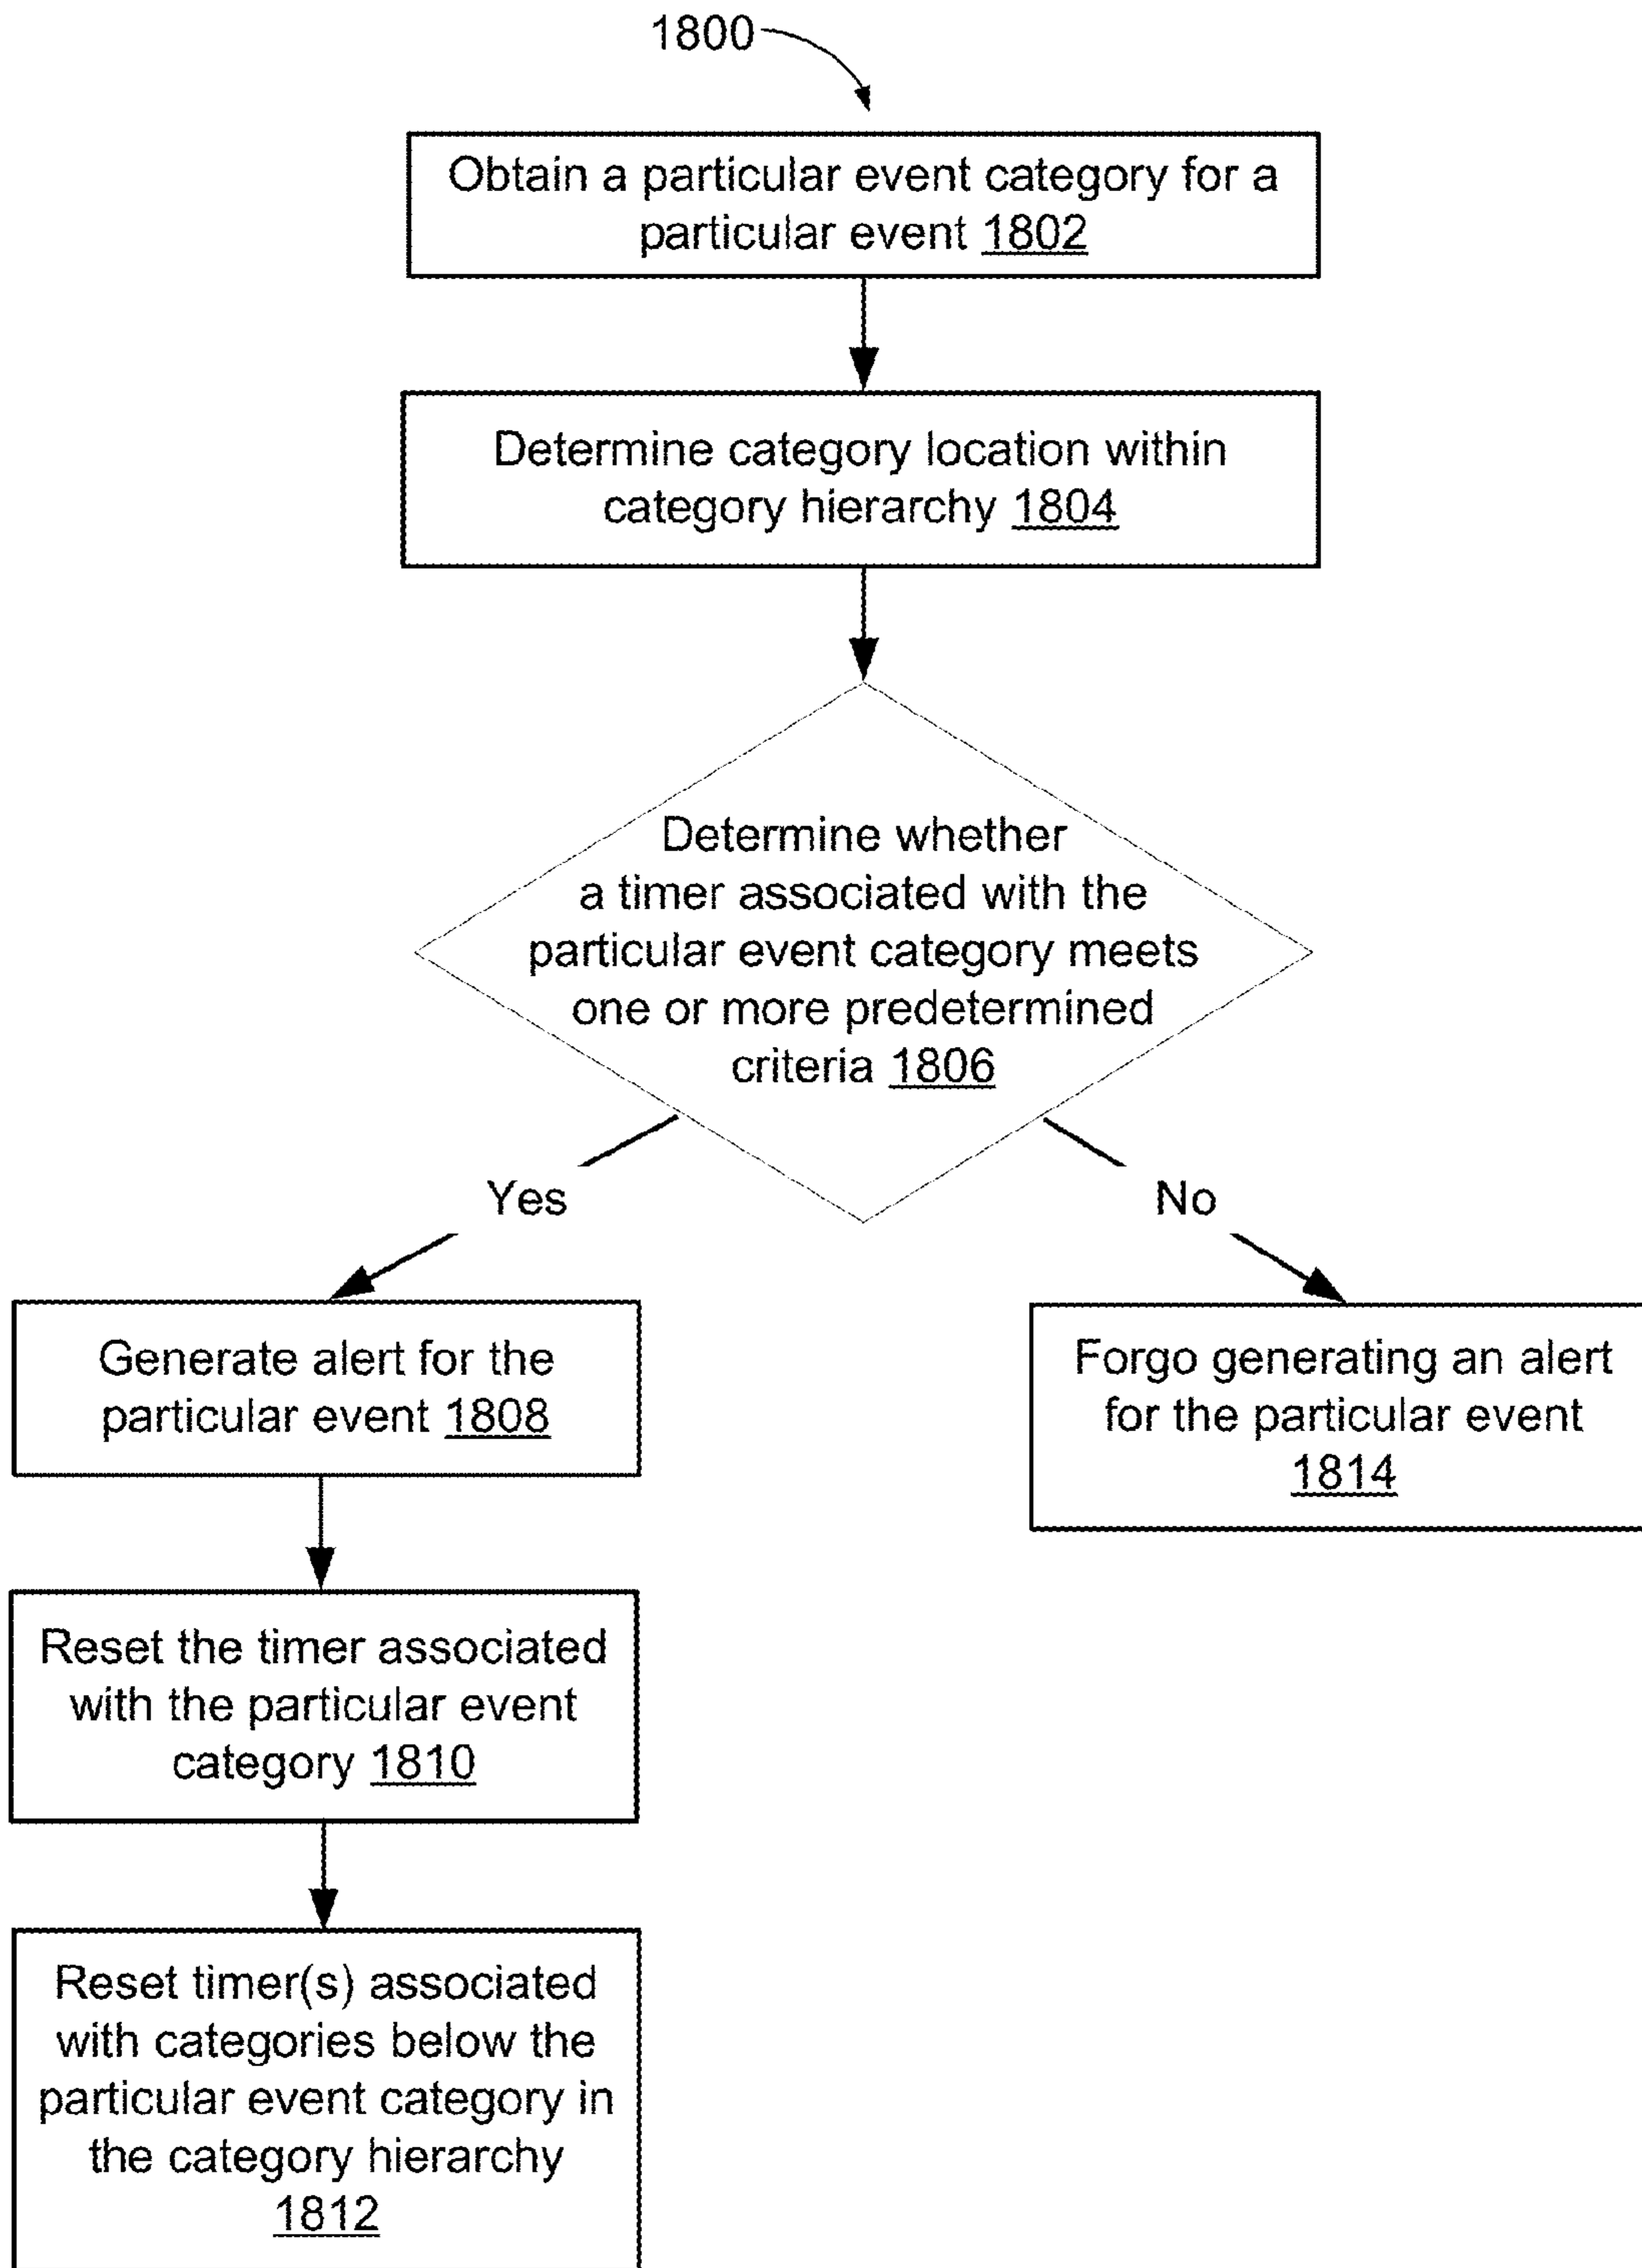 1800
Obtain a particular event category for a
particular event 1802
Determine category location within
category hierarchy 1804
Determine whether
a timer associated with the
particular event category meets
one or more predetermined
criteria 1806
Yes
No
Generate alert for the
particular event 1808
Forgo generating an alert
for the particular event
1814
Reset the timer associated
with the particular event
category 1810
Reset timer(s) associated
with categories below the
particular event category in
the category hierarchy
1812